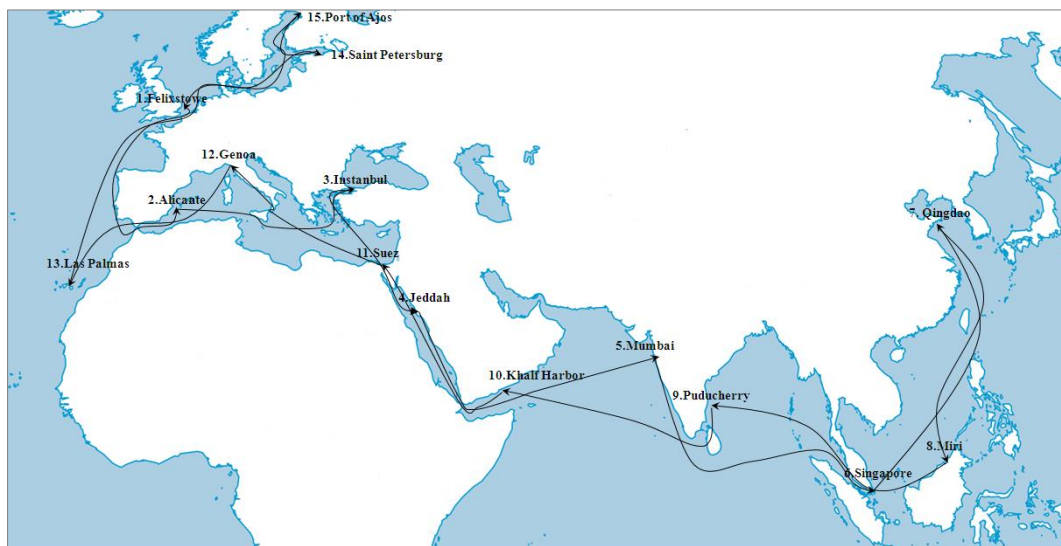 15.Port of Ajos
14.Saint Petersburg
1.Felixstowe
12.Genoa
3.Instanbul
2.Alicante
7. Qingdao
13.Las Palmas
11.Suez
4.Jeddah
5.Mumbai
10.Khalf Harbor
9.Puducherry
8.Miri
6.Singapore